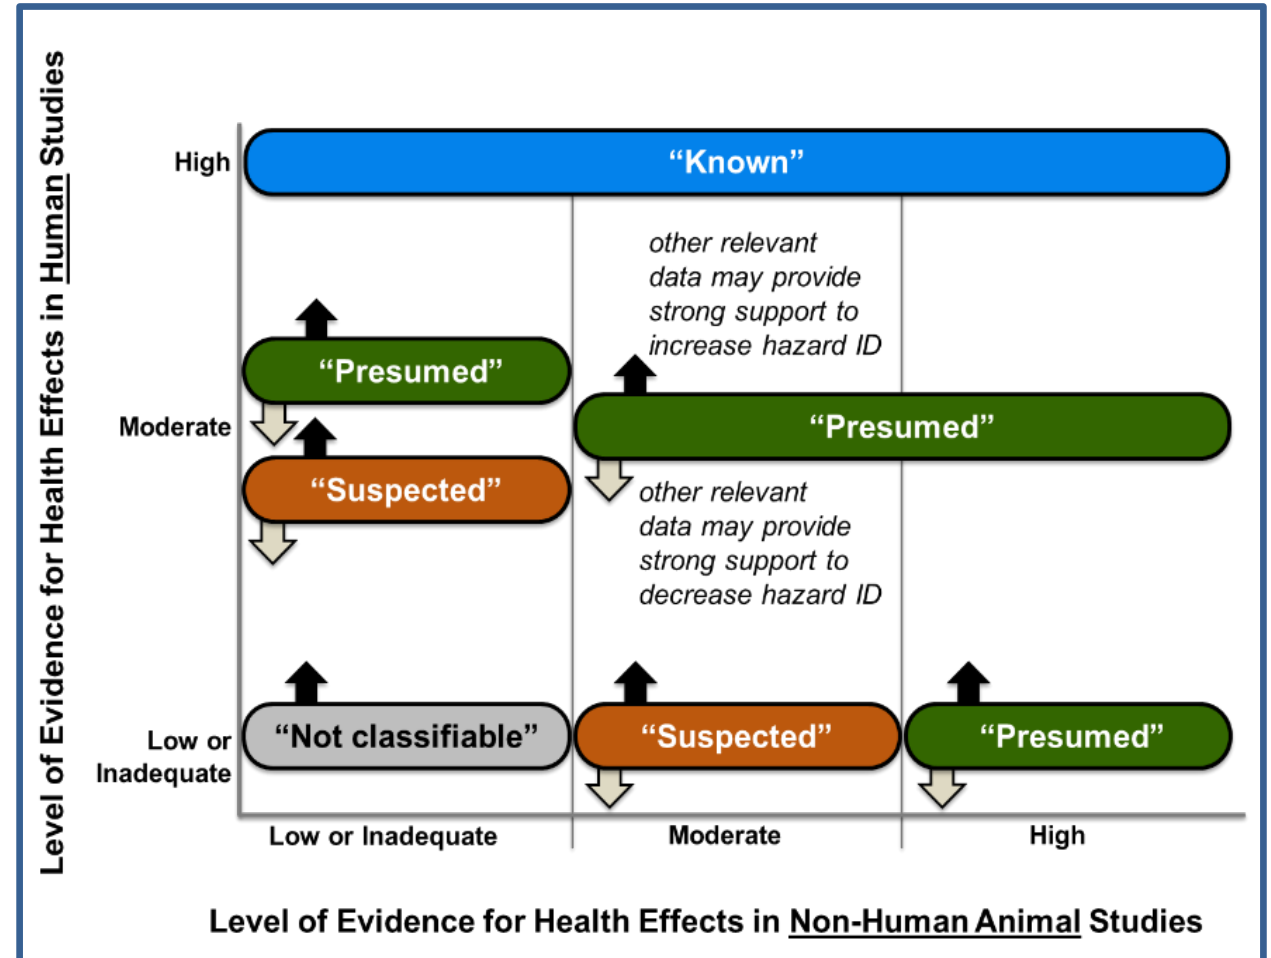 Level of Evidence for Health Effects in Human Studies
High
“Known”
other relevant
data may provide
strong support to
increase hazard ID
“Presumed”
Moderate
“Presumed”
“Suspected”
other relevant
data may provide
strong support to
decrease hazard ID
Low or
Inadequate
“Not classifiable”
“Suspected”
“Presumed”
Low or Inadequate
Moderate
High
Level of Evidence for Health Effects in Non-Human Animal Studies